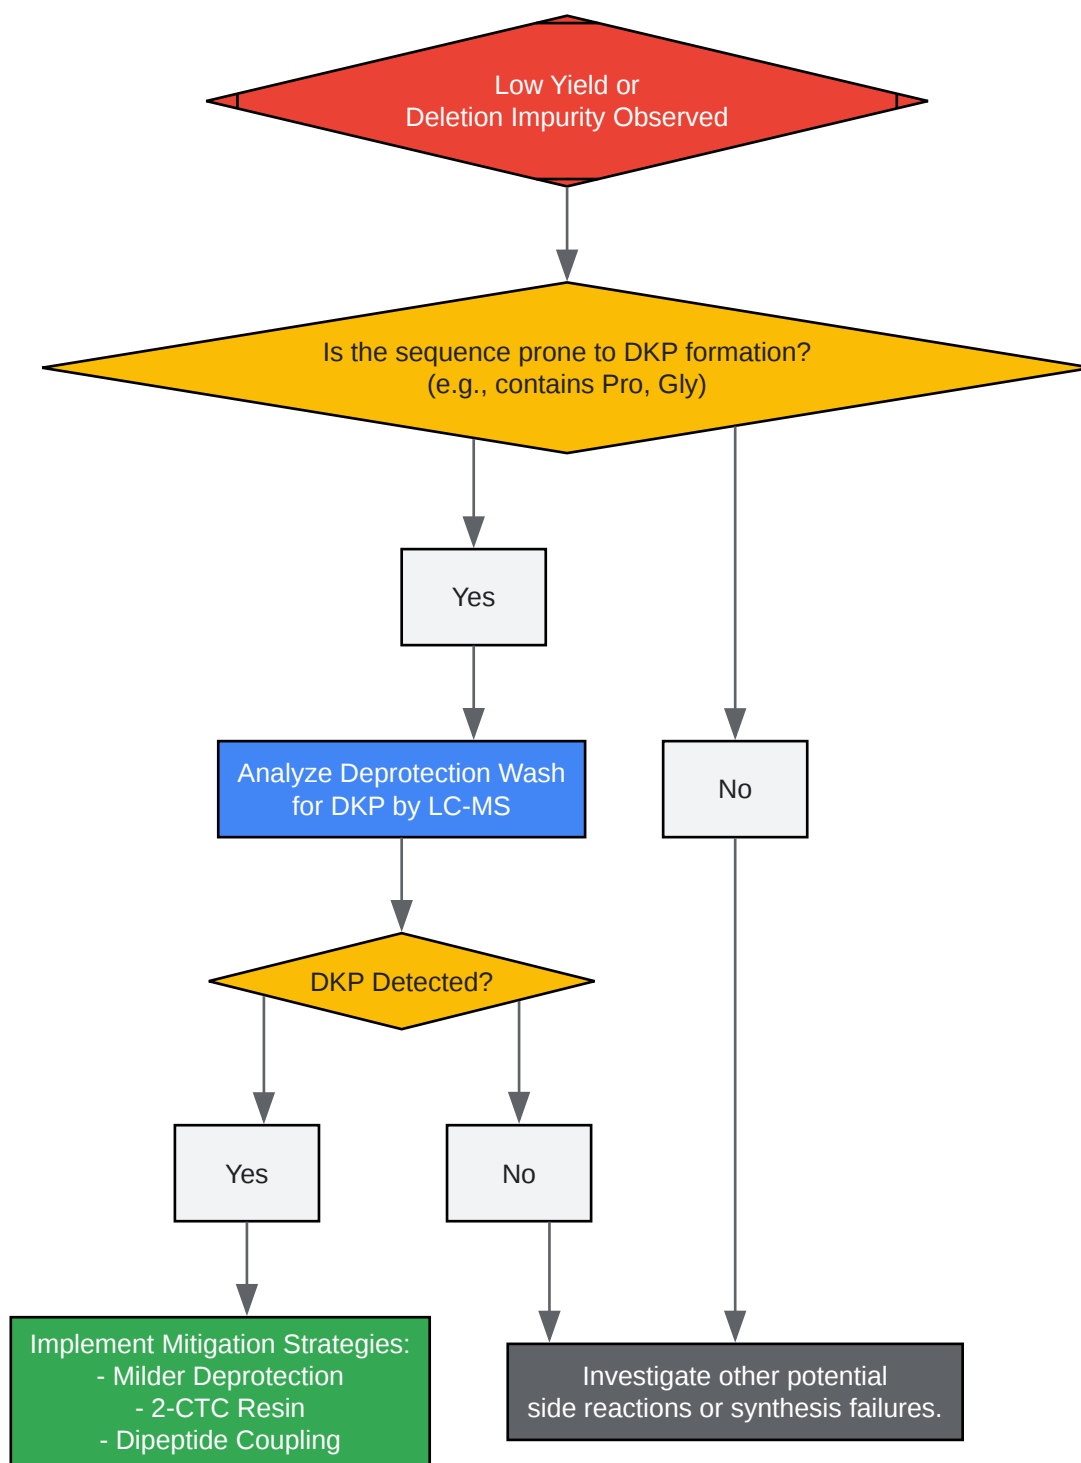 Low Yield or
Deletion Impurity Observed
Is the sequence prone to DKP formation?
(e.g., contains Pro, Gly)
Yes
Analyze Deprotection Wash
for DKP by LC-MS
No
DKP Detected?
Yes
No
Implement Mitigation Strategies:
- Milder Deprotection
- 2-CTC Resin
- Dipeptide Coupling
Investigate other potential
side reactions or synthesis failures.